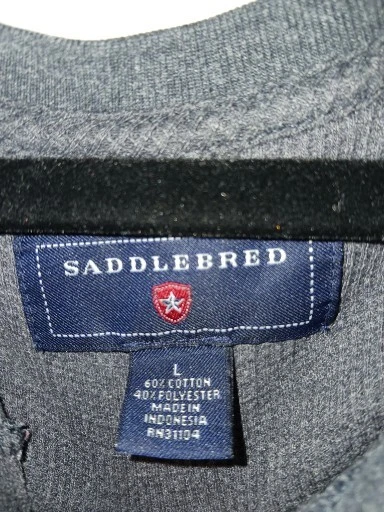 SADDLEBRED
L
60% COTTON
40% POLYESTER
MADE IN
INDONESIA
RN31104